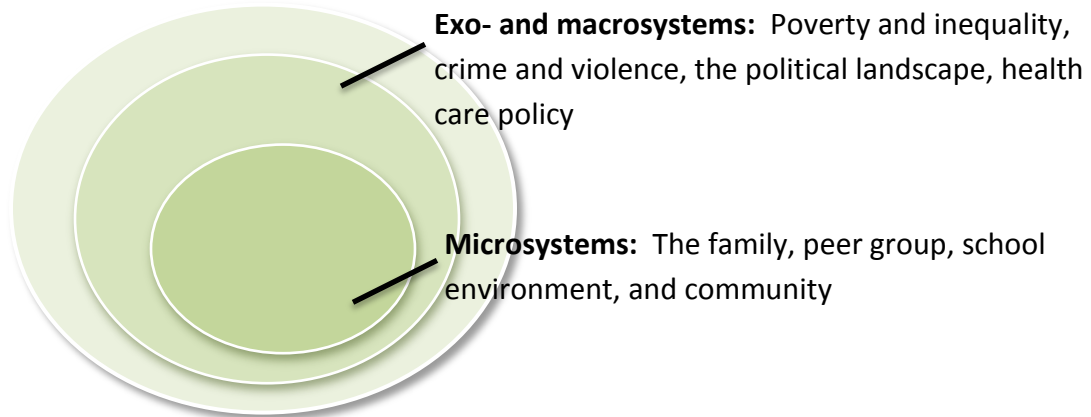 Exo- and macrosystems: Poverty and inequality,
crime and violence, the political landscape, health
care policy
Microsystems: The family, peer group, school
environment, and community